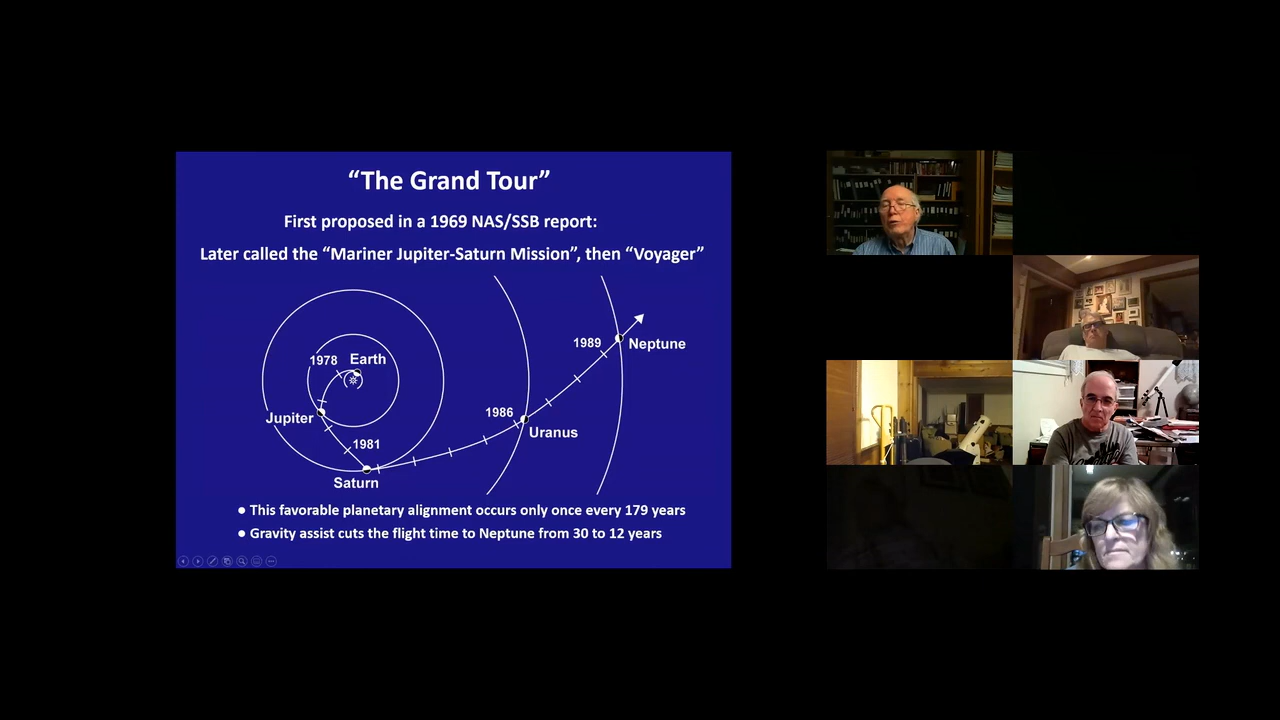 “The Grand Tour”
First proposed in a 1969 NAS/SSB report:
Later called the “Mariner Jupiter-Saturn Mission”, then “Voyager”
1989
Neptune
1978
Earth
Jupiter
1986
Uranus
1981
Saturn
● This favorable planetary alignment occurs only once every 179 years
● Gravity assist cuts the flight time to Neptune from 30 to 12 years